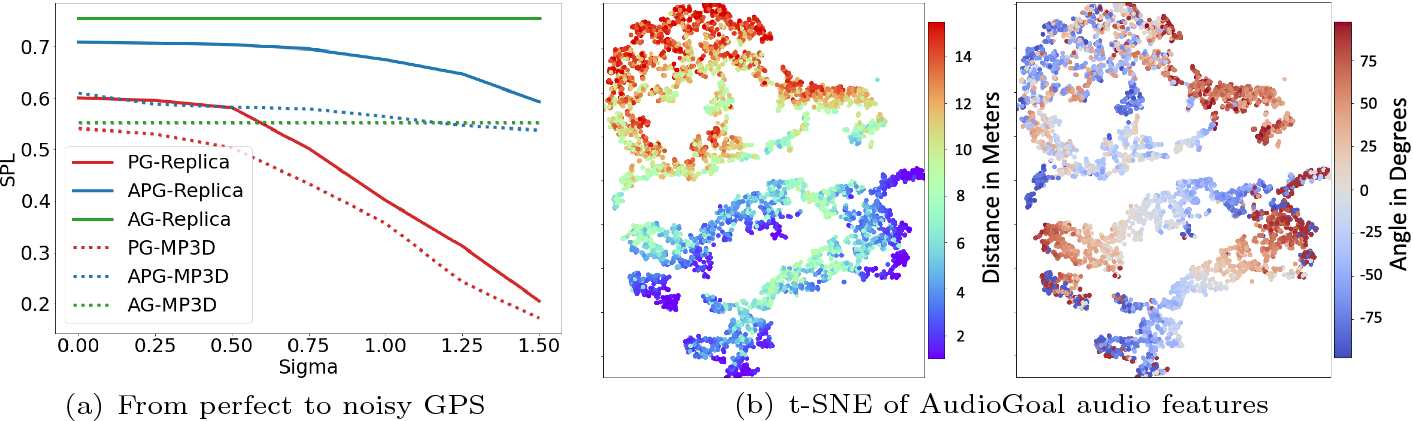 0.7
0.6
0.5
0.4
0.3
0.2
SPL
PG-Replica
APG-Replica
AG-Replica
PG-MP3D
APG-MP3D
AG-MP3D
0.00 0.25 0.50 0.75 1.00 1.25 1.50
Sigma
(a) From perfect to noisy GPS
14
12
10
8
6
4
2
Distance in Meters
75
50
25
0
-25
-50
-75
Angle in Degrees
(b) t-SNE of AudioGoal audio features